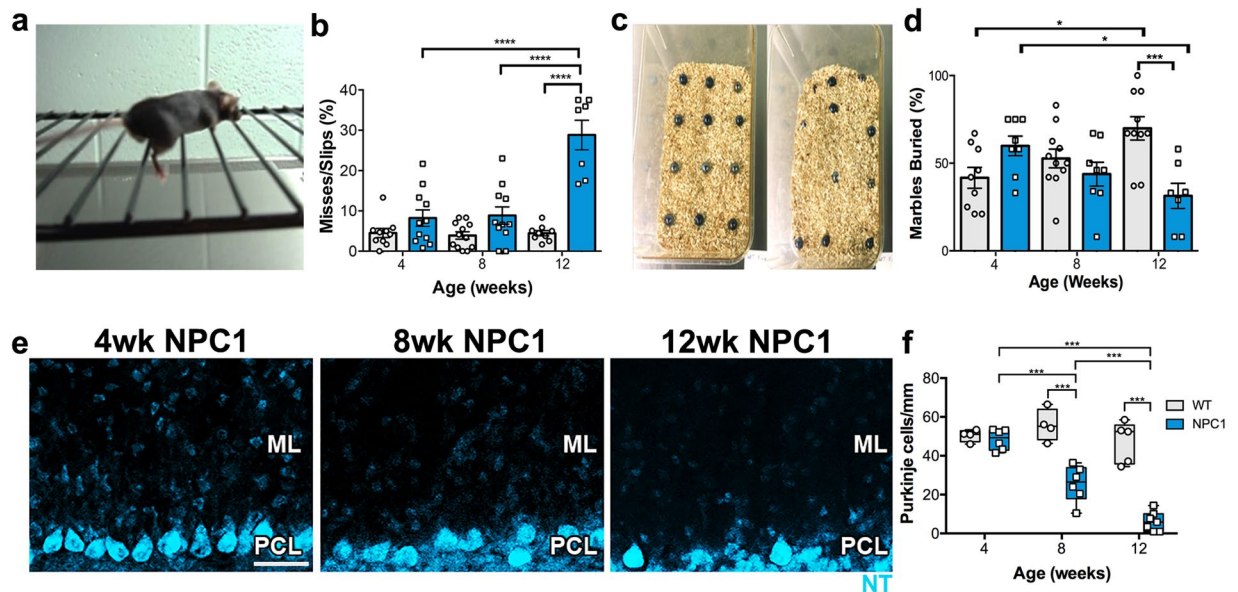 a
b
****
****
****
Misses/Slips (%)
40
30
20
10
0
4
8
12
Age (weeks)
c
d
*
*
***
Marbles Buried (%)
100
50
0
4
8
12
Age (Weeks)
e
4wk NPC1
8wk NPC1
12wk NPC1
ML
ML
ML
PCL
PCL
PCL
NT
f
***
***
***
***
***
Purkinje cells/mm
80
60
40
20
0
4
8
12
Age (weeks)
WT
NPC1